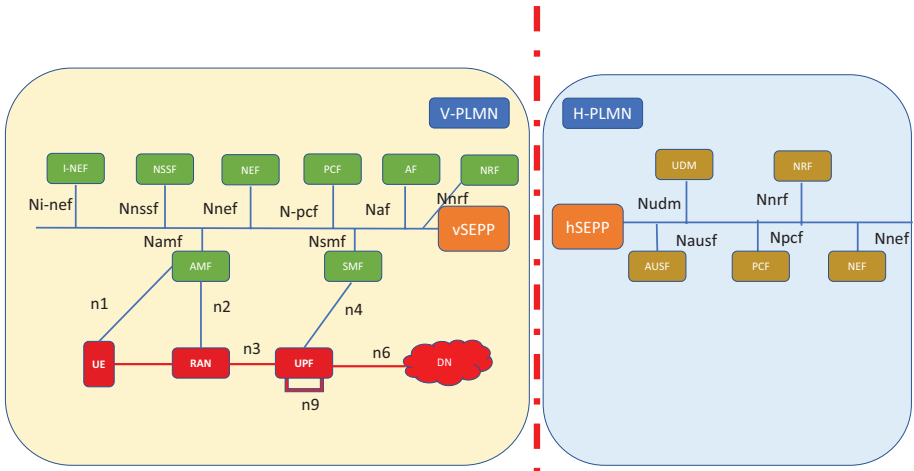 V-PLMN
H-PLMN
I-NEF
NSSF
NEF
PCF
AF
NRF
UDM
NRF
Ni-nef
Nnssf
Nnef
N-pcf
Naf
Nnrf
Nudm
Nnrf
vSEPP
hSEPP
Namf
Nsmf
Nausf
Npcf
Nnef
AMF
SMF
AUSF
PCF
NEF
n1
n2
n4
UE
RAN
n3
UPF
n6
DN
n9